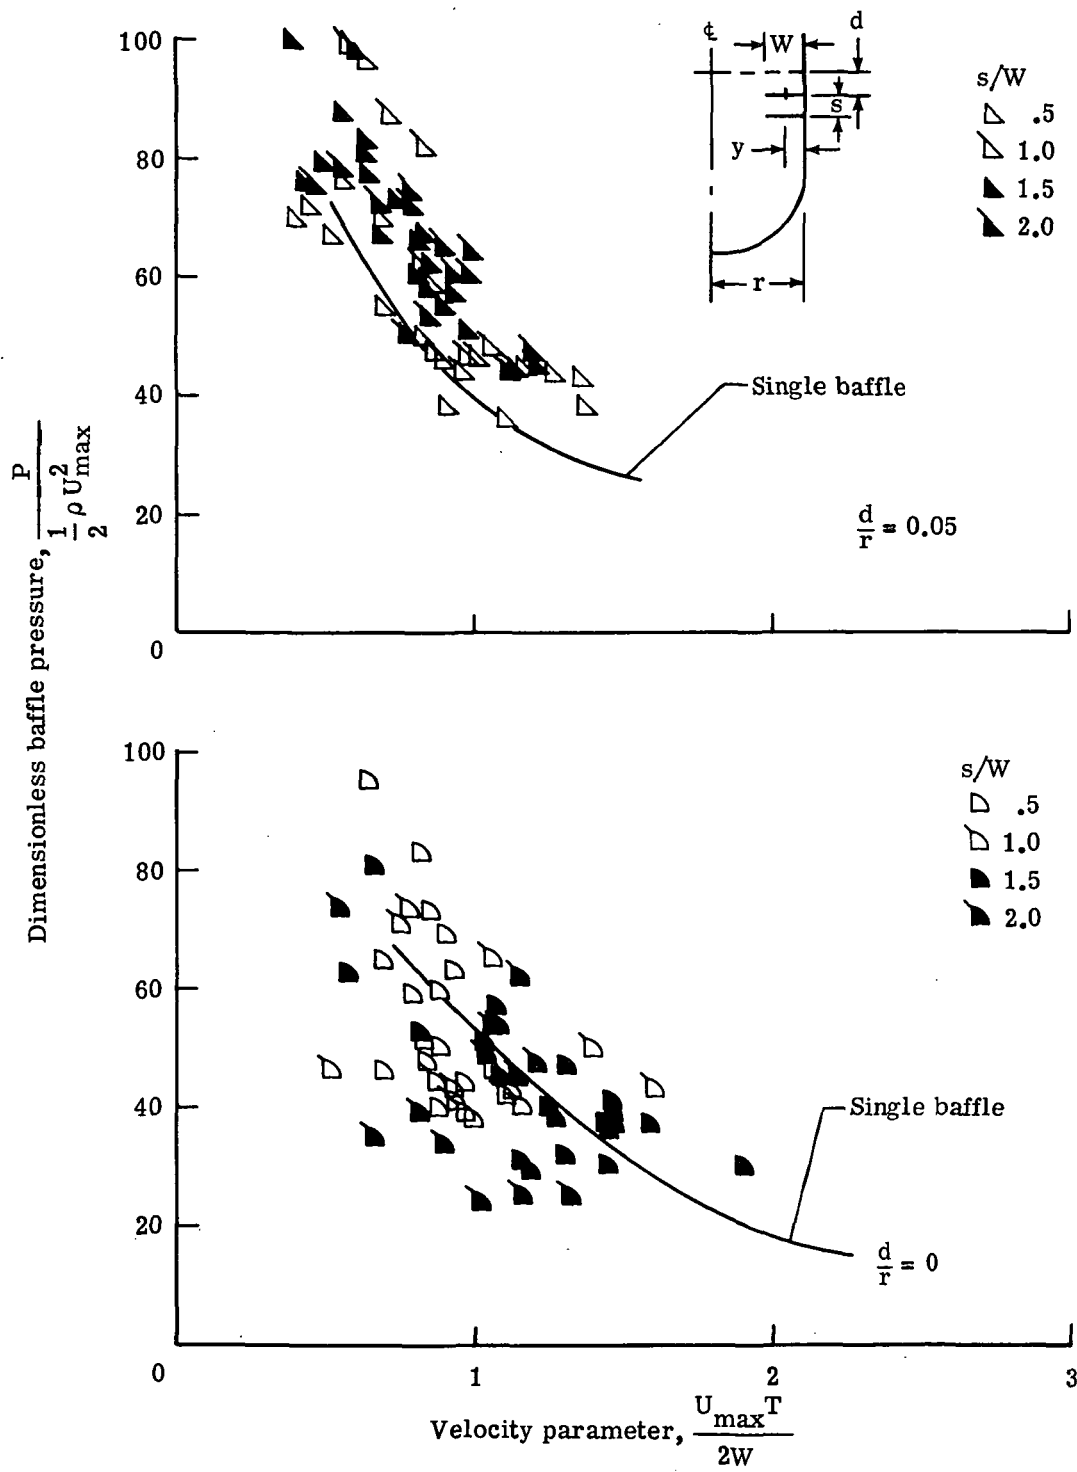 Dimensionless baffle pressure, P / 1/2 ρ U²max
100
80
60
40
20
0
℄
W
d
s
y
r
s/W
.5
1.0
1.5
2.0
Single baffle
d/r = 0.05
100
80
60
40
20
0
s/W
.5
1.0
1.5
2.0
Single baffle
d/r = 0
1
2
3
Velocity parameter, UmaxT / 2W